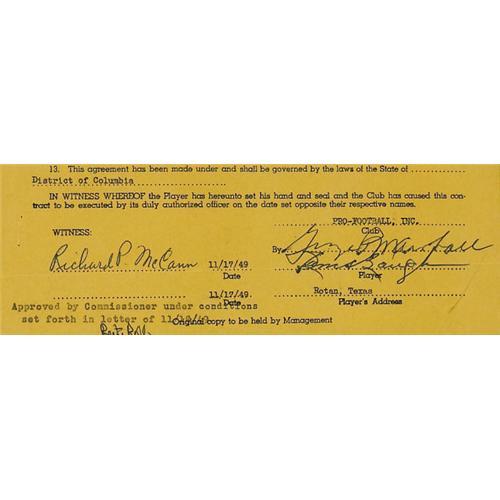 13. This agreement has been made under and shall be governed by the laws of the State of ..............
District of Columbia
IN WITNESS WHEREOF the Player has hereunto set his hand and seal and the Club has caused this con-
tract to be executed by its duly authorized officer on the date set opposite their respective names.
PRO-FOOTBALL, INC.
WITNESS:
Club
By
Richard P. McCann 11/17/49
Date
Player
11/17/49. Rotan, Texas
Date Player's Address
Approved by Commissioner under conditions
set forth in letter of
Original copy to be held by Management